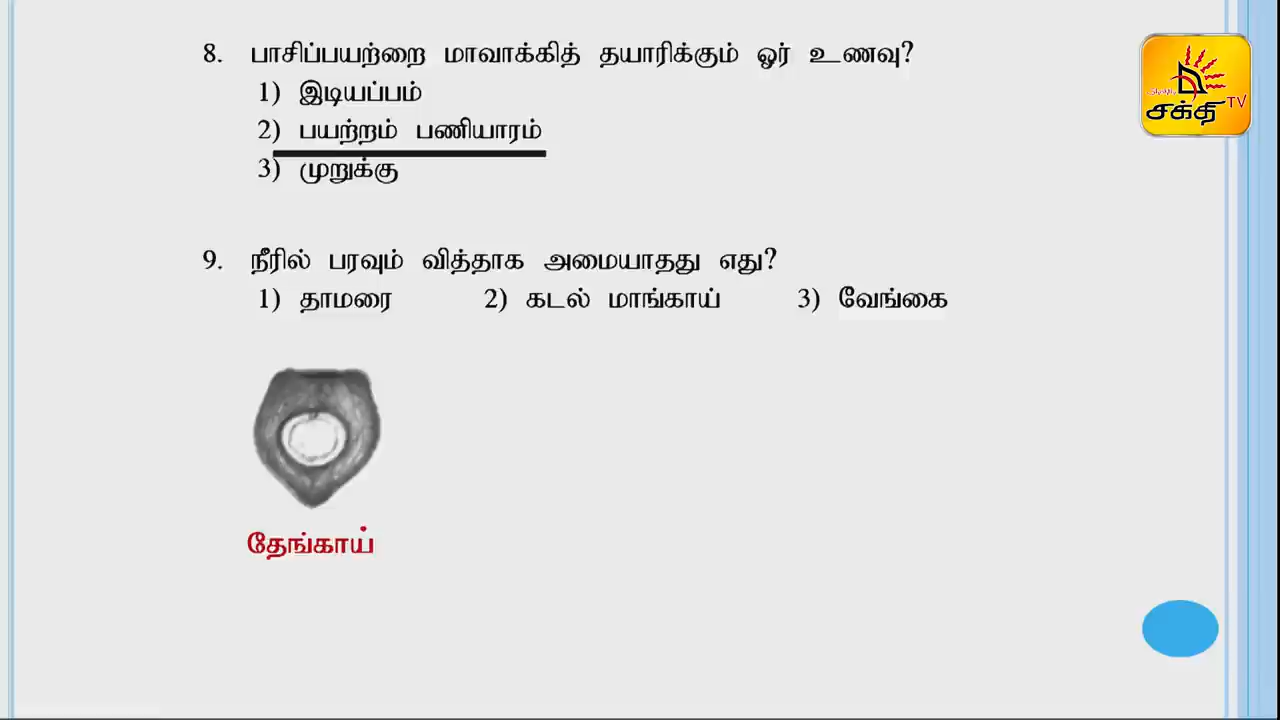 8. பாசிப்பயற்றை மாவாக்கித் தயாரிக்கும் ஓர் உணவு?
1) இடியப்பம்
2) பயற்றம் பணியாரம்
3) முறுக்கு
9. நீரில் பரவும் வித்தாக அமையாதது எது?
1) தாமரை 2) கடல் மாங்காய் 3) வேங்கை
தேங்காய்
சக்தி TV